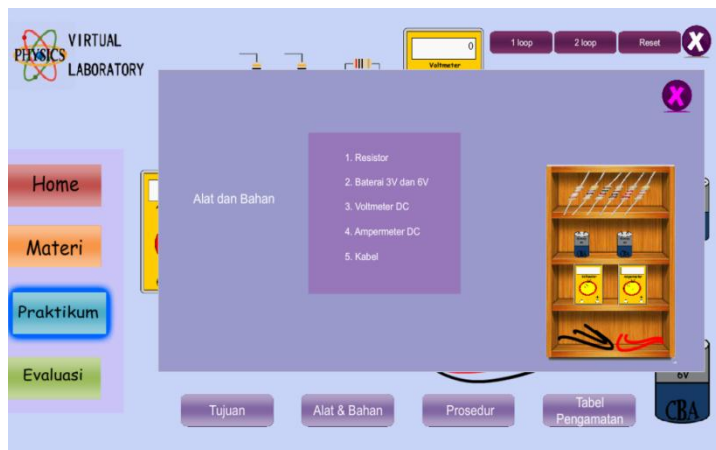 VIRTUAL
PHYSICS
LABORATORY
0
Voltmeter
1 loop
2 loop
Reset
X
X
Home
Materi
Praktikum
Evaluasi
Alat dan Bahan
1. Resistor
2. Baterai 3V dan 6V
3. Voltmeter DC
4. Ampermeter DC
5. Kabel
6V
CBA
Tujuan
Alat & Bahan
Prosedur
Tabel
Pengamatan